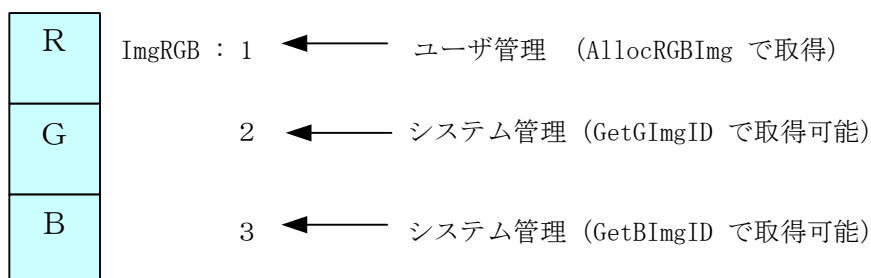 R ImgRGB : 1 ユーザ管理 (AllocRGBImg で取得)
G 2 システム管理 (GetGImgID で取得可能)
B 3 システム管理 (GetBImgID で取得可能)